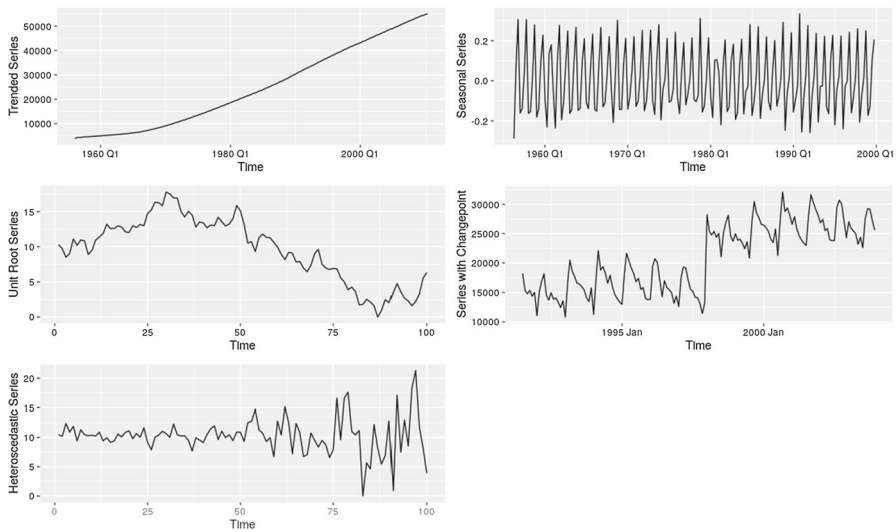 Trended Series
50000
40000
30000
20000
10000
1960 Q1 1980 Q1 2000 Q1
TIme
Seasonal Series
0.2
0.0
-0.2
1960 Q1 1970 Q1 1980 Q1 1990 Q1 2000 Q1
TIme
Unit Root Series
15
10
5
0
0 25 50 75 100
TIme
Series with Changepoint
30000
25000
20000
15000
10000
1995 Jan 2000 Jan
TIme
Heteroscedastic Series
20
15
10
5
0
0 25 50 75 100
TIme